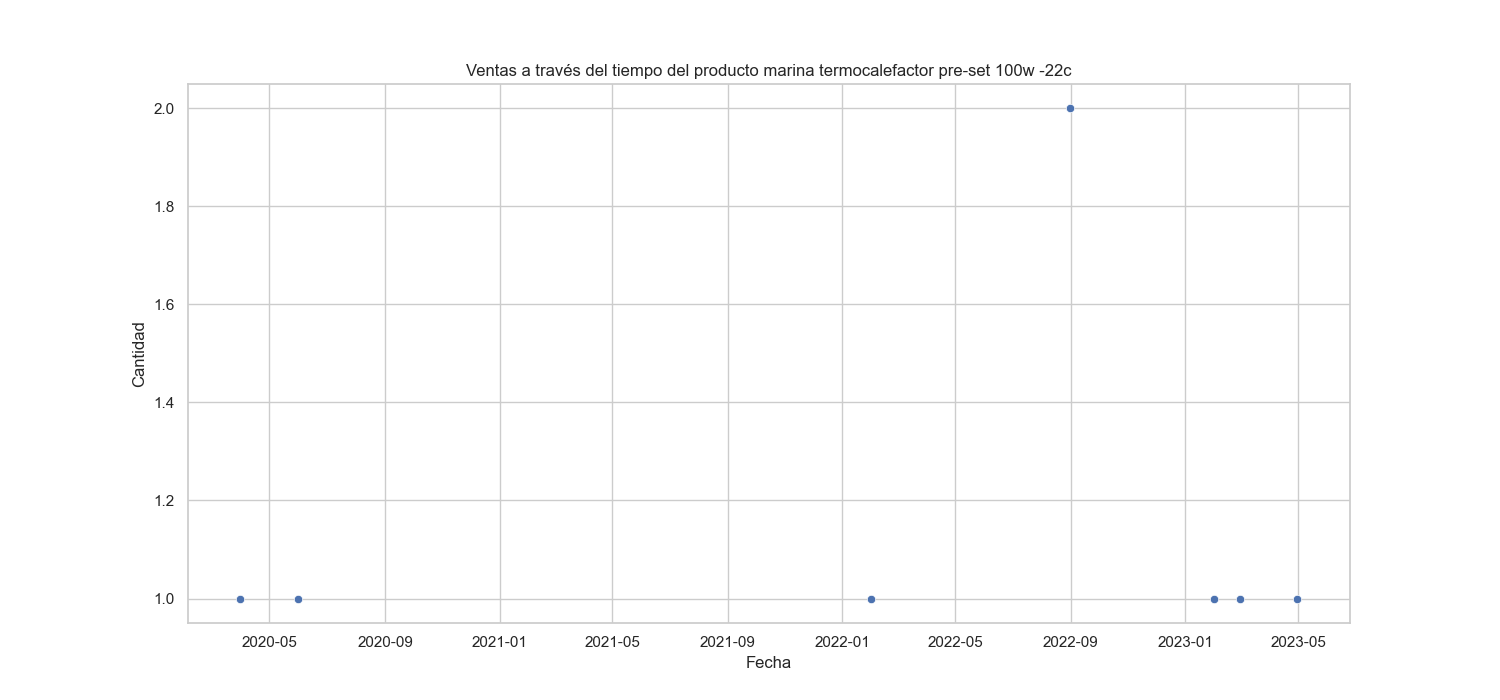 Ventas a través del tiempo del producto marina termocalefactor pre-set 100w -22c
2.0
1.8
1.6
1.4
1.2
1.0
Cantidad
2020-05 2020-09 2021-01 2021-05 2021-09 2022-01 2022-05 2022-09 2023-01 2023-05
Fecha